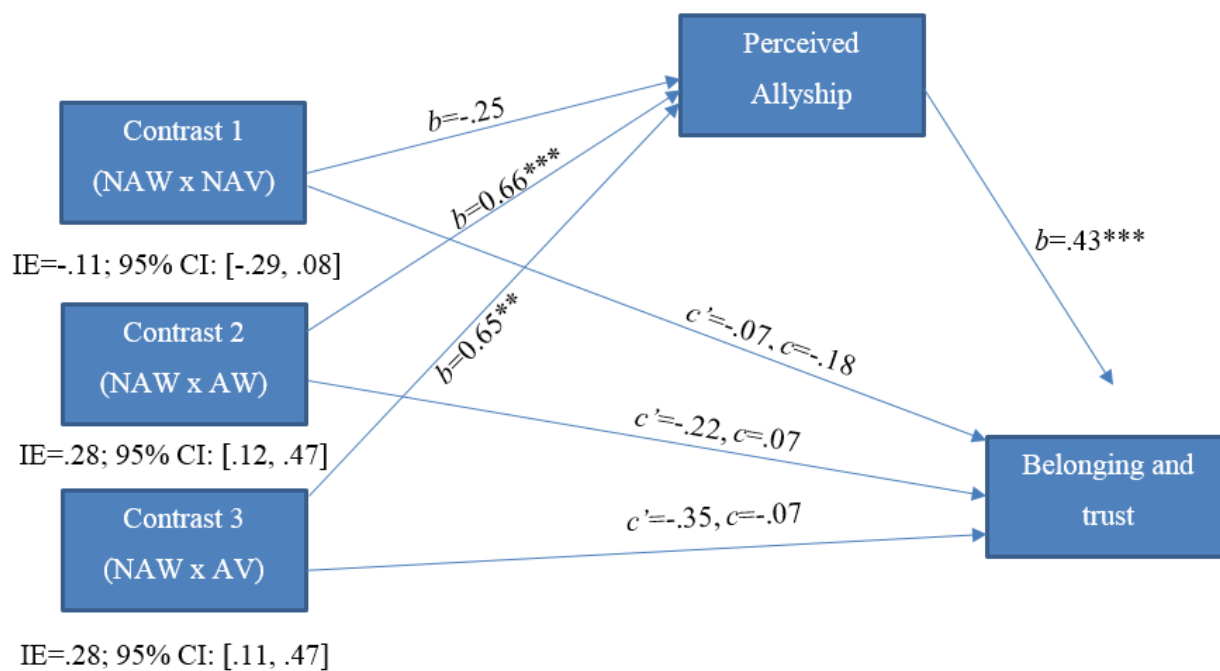 Perceived
Allyship
b=-.25
Contrast 1
(NAW x NAV)
b=0.66***
b=.43***
IE=-.11; 95% CI: [-.29, .08]
Contrast 2
(NAW x AW)
b=0.65**
c’=-.07, c=-.18
IE=.28; 95% CI: [.12, .47]
c’=-.22, c=.07
Belonging and
trust
Contrast 3
(NAW x AV)
c’=-.35, c=-.07
IE=.28; 95% CI: [.11, .47]